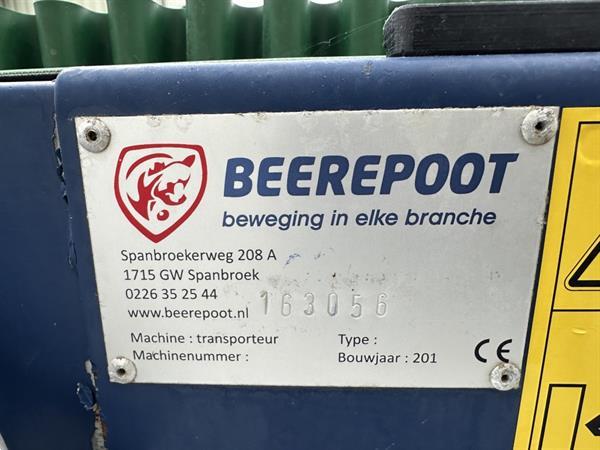 BEEREPOOT
beweging in elke branche
Spanbroekerweg 208 A
1715 GW Spanbroek
0226 35 25 44
www.beerepoot.nl
163056
Machine : transporteur
Type :
Machinenummer :
Bouwjaar : 201
CE